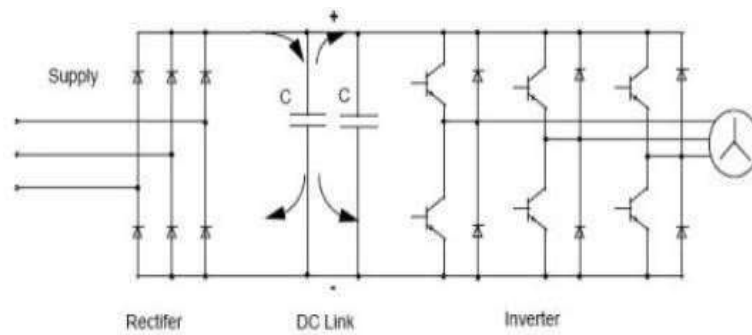 +
Supply
C
C
-
Rectifer
DC Link
Inverter